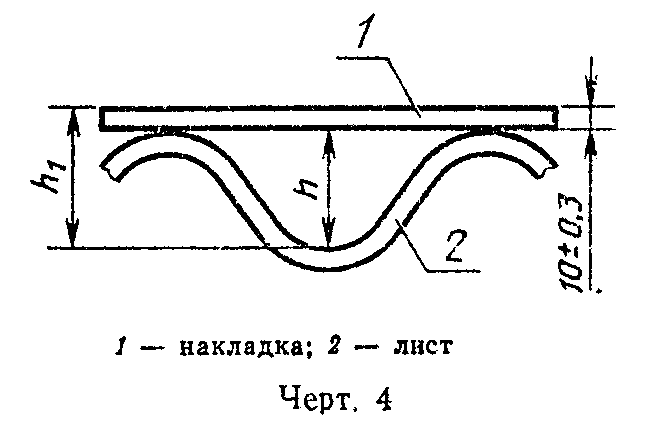 1
h₁
h
2
10±0,3
1 — накладка; 2 — лист
Черт. 4